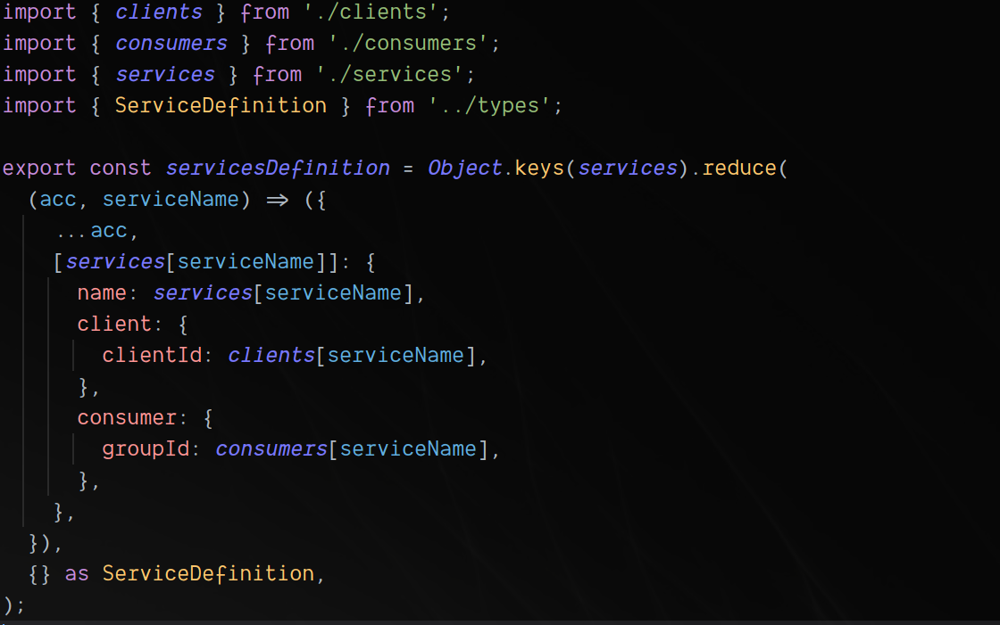 import { clients } from './clients';
import { consumers } from './consumers';
import { services } from './services';
import { ServiceDefinition } from '../types';

export const servicesDefinition = Object.keys(services).reduce(
  (acc, serviceName) => ({
    ...acc,
    [services[serviceName]]: {
      name: services[serviceName],
      client: {
        clientId: clients[serviceName],
      },
      consumer: {
        groupId: consumers[serviceName],
      },
    },
  }),
  {} as ServiceDefinition,
);